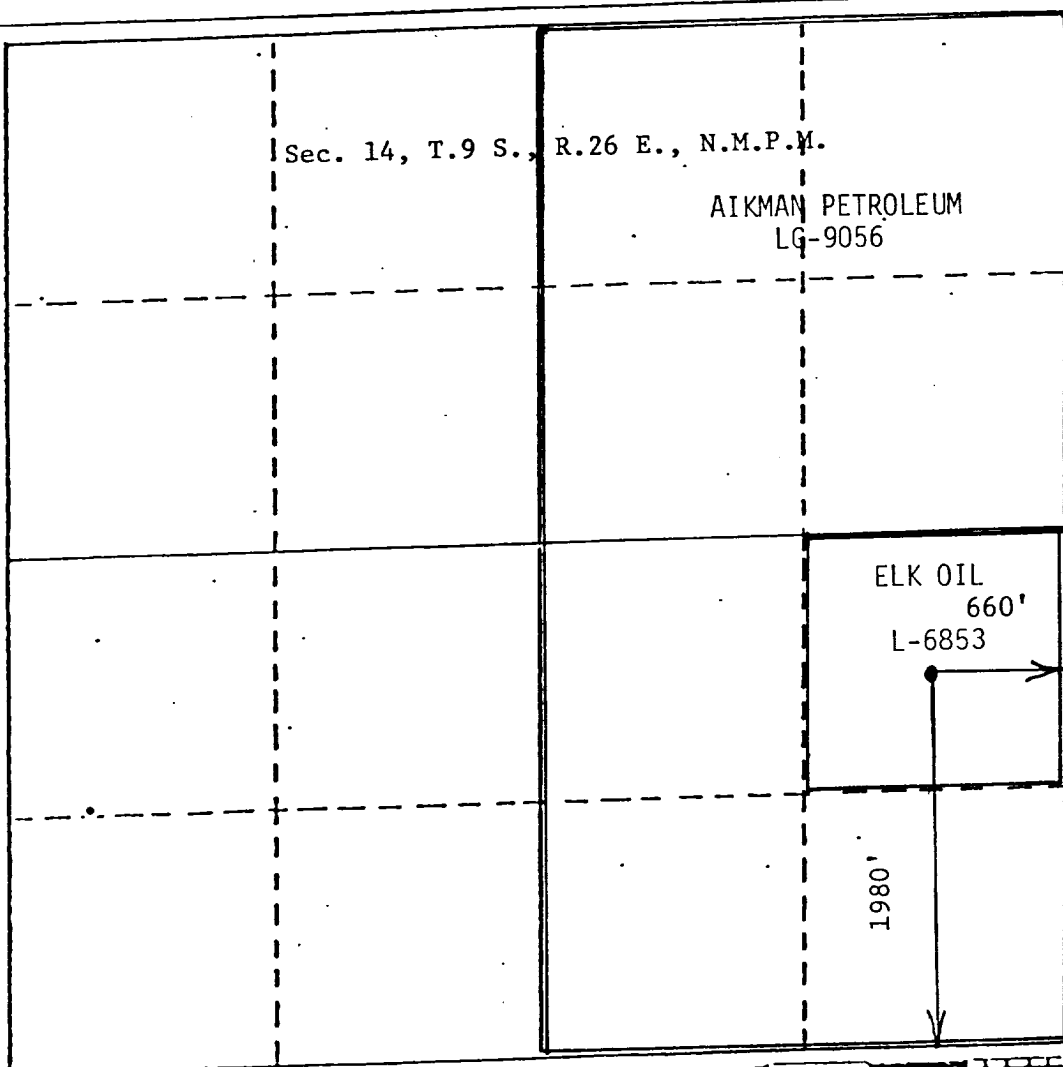 Sec. 14, T.9 S., R.26 E., N.M.P.M.
AIKMAN PETROLEUM
LG-9056
ELK OIL
660'
L-6853
1980'